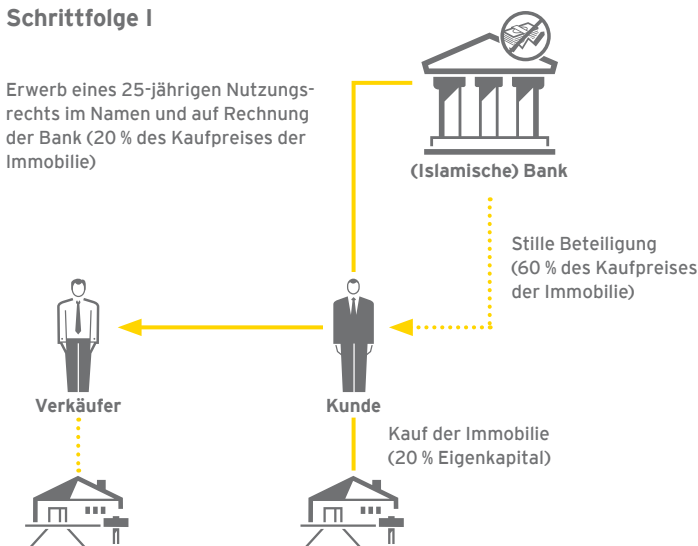 Schrittfolge I
Erwerb eines 25-jährigen Nutzungs-
rechts im Namen und auf Rechnung
der Bank (20 % des Kaufpreises der
Immobilie)
(Islamische) Bank
Stille Beteiligung
(60 % des Kaufpreises
der Immobilie)
Verkäufer
Kunde
Kauf der Immobilie
(20 % Eigenkapital)